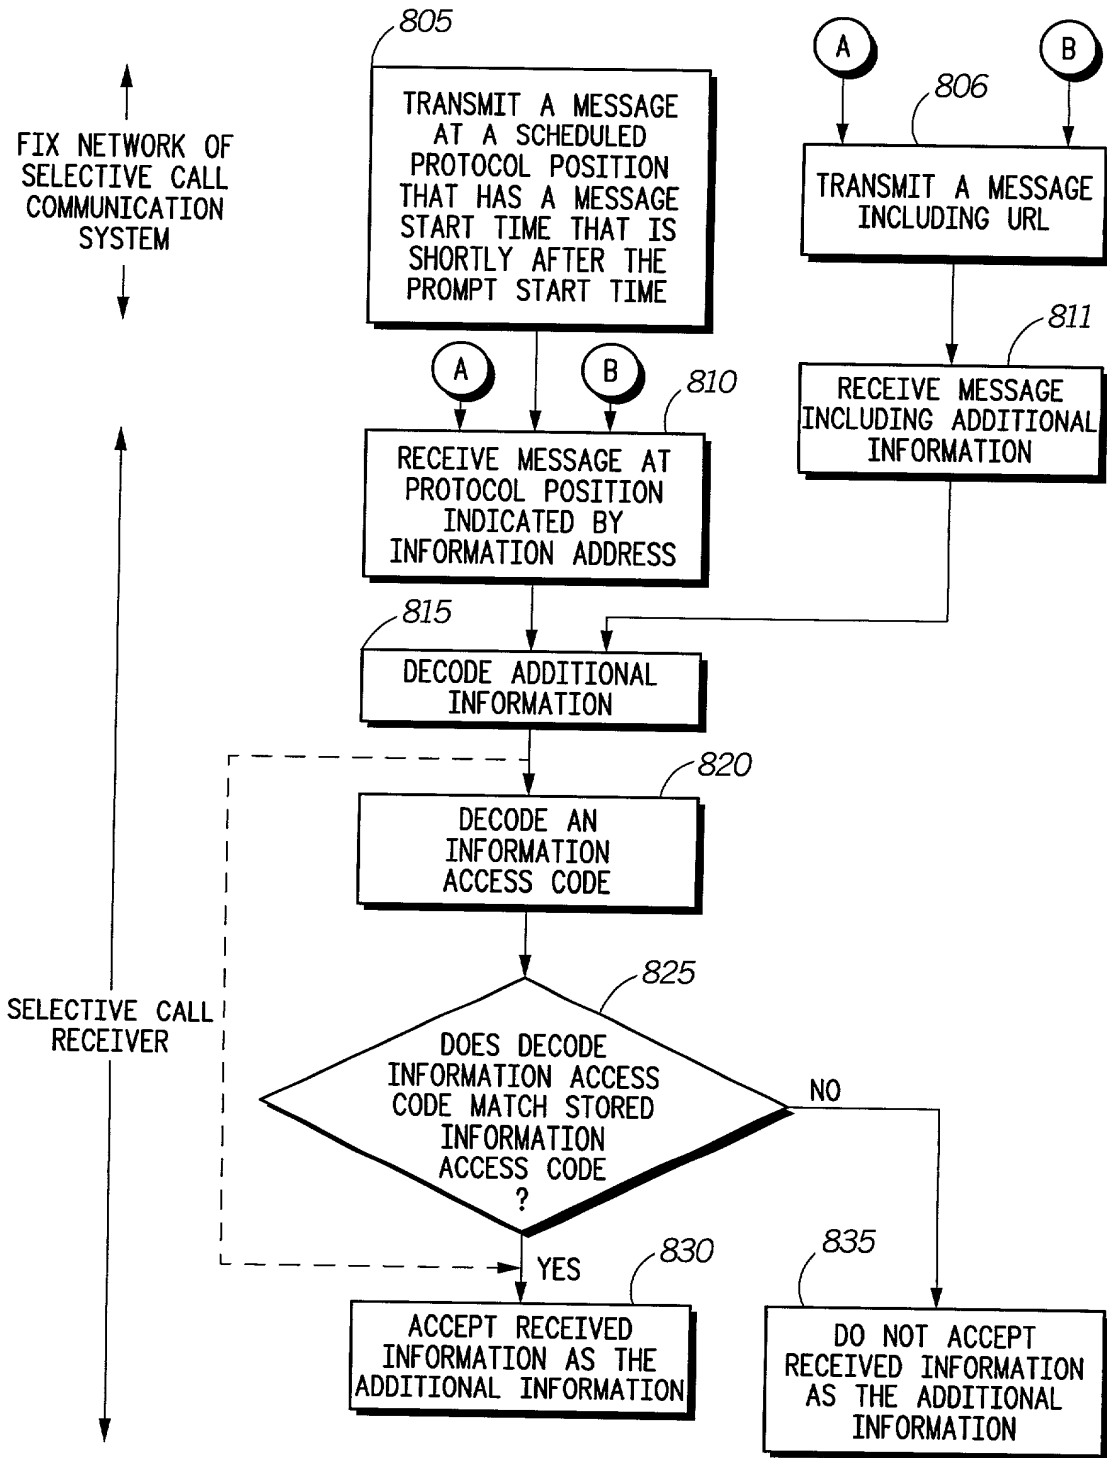 805
TRANSMIT A MESSAGE
AT A SCHEDULED
PROTOCOL POSITION
THAT HAS A MESSAGE
START TIME THAT IS
SHORTLY AFTER THE
PROMPT START TIME
A
B
806
TRANSMIT A MESSAGE
INCLUDING URL
FIX NETWORK OF
SELECTIVE CALL
COMMUNICATION
SYSTEM
811
RECEIVE MESSAGE
INCLUDING ADDITIONAL
INFORMATION
A
B
810
RECEIVE MESSAGE AT
PROTOCOL POSITION
INDICATED BY
INFORMATION ADDRESS
815
DECODE ADDITIONAL
INFORMATION
820
DECODE AN
INFORMATION
ACCESS CODE
SELECTIVE CALL
RECEIVER
825
DOES DECODE
INFORMATION ACCESS
CODE MATCH STORED
INFORMATION
ACCESS CODE
?
NO
YES
830
ACCEPT RECEIVED
INFORMATION AS THE
ADDITIONAL INFORMATION
835
DO NOT ACCEPT
RECEIVED INFORMATION
AS THE ADDITIONAL
INFORMATION